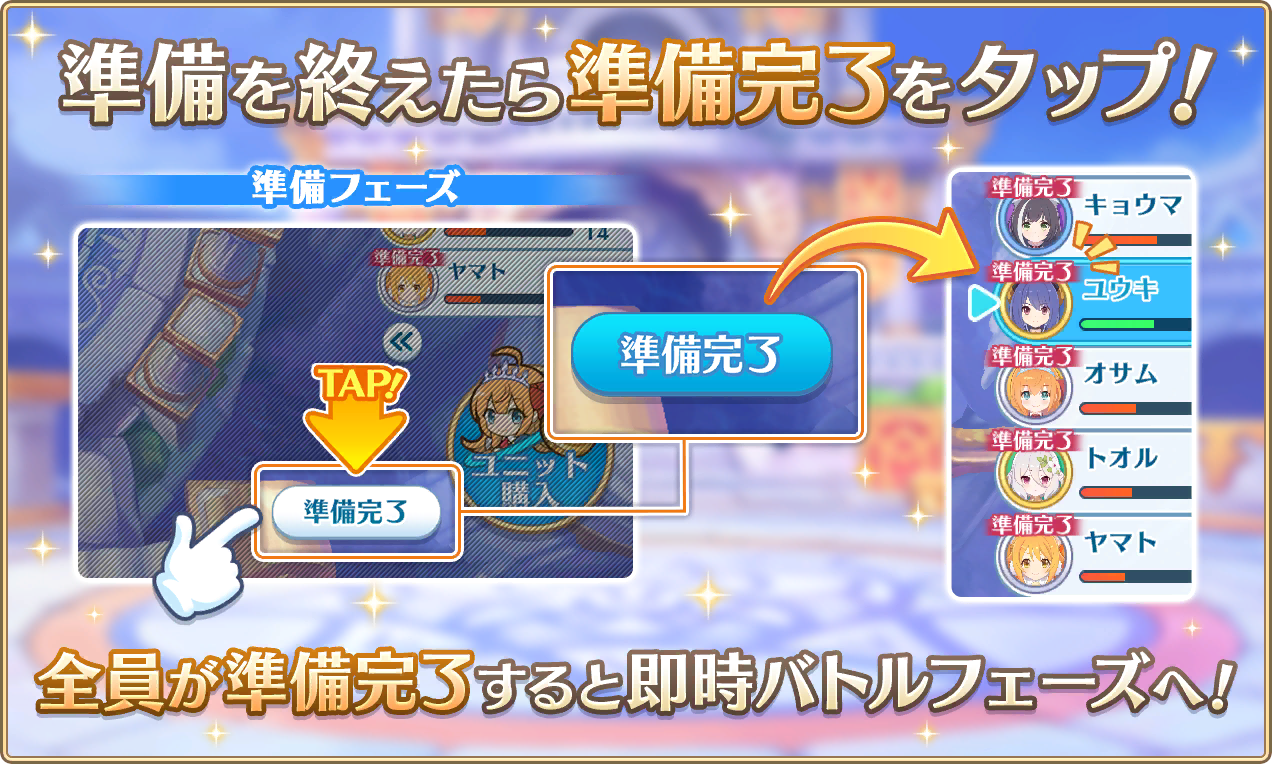 準備を終えたら準備完了をタップ!
準備フェーズ
14
準備完了
ヤマト
TAP!
ユニット
購入
準備完了
準備完了
準備完了
キョウマ
準備完了
ユウキ
準備完了
オサム
準備完了
トオル
準備完了
ヤマト
全員が準備完了すると即時バトルフェーズへ!